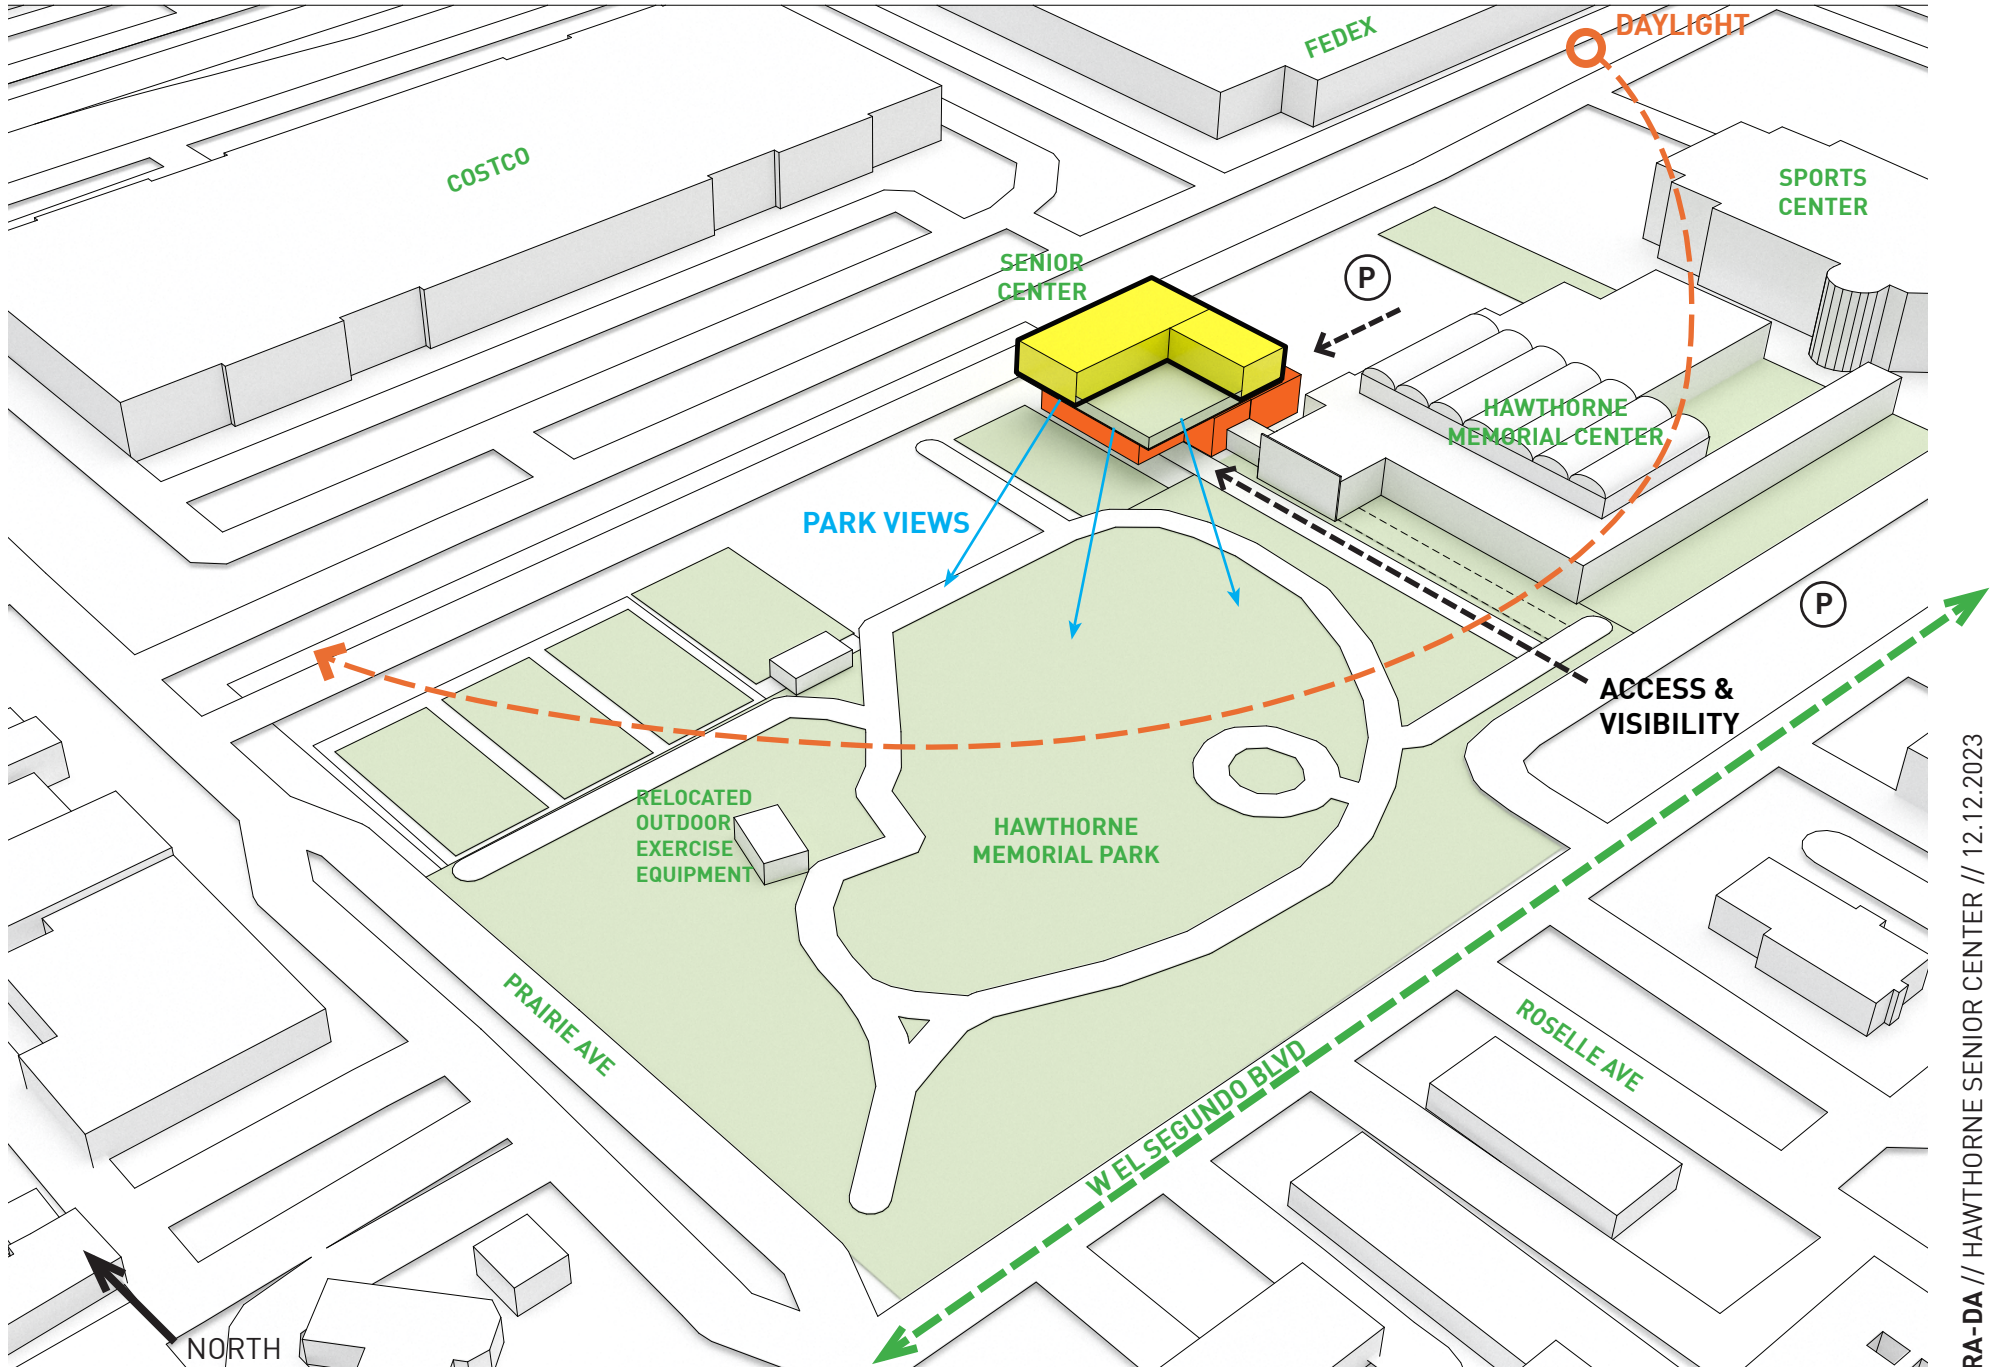 FEDEX
DAYLIGHT
COSTCO
SPORTS
CENTER
SENIOR
CENTER
P
HAWTHORNE
MEMORIAL CENTER
PARK VIEWS
P
ACCESS &
VISIBILITY
RELOCATED
OUTDOOR
EXERCISE
EQUIPMENT
HAWTHORNE
MEMORIAL PARK
PRAIRIE AVE
W EL SEGUNDO BLVD
ROSELLE AVE
NORTH
RA-DA // HAWTHORNE SENIOR CENTER // 12.12.2023